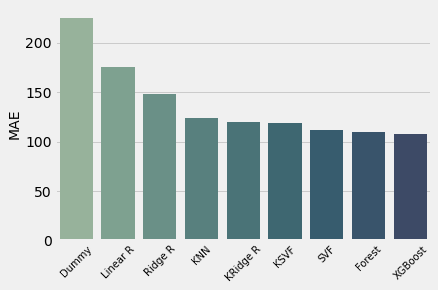 MAE
200
150
100
50
0
Dummy
Linear R
Ridge R
KNN
KRidge R
KSVF
SVF
Forest
XGBoost